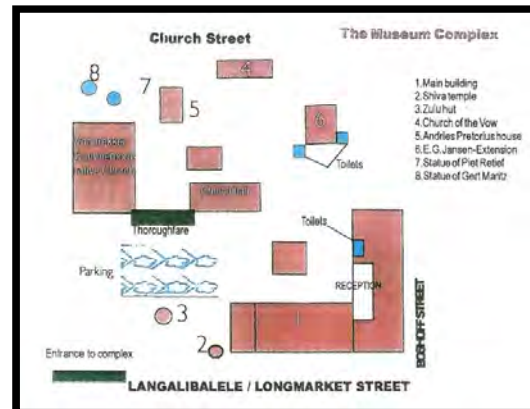 Church Street
The Museum Complex
8
7
4
5
6
1.Main building
2.Shiva temple
3.Zulu hut
4.Church of the Vow
5.Andries Pretorius house
6.E.G. Jansen-Extension
7.Statue of Piet Retief
8.Statue of Gert Maritz
Toilets
Church
Thoroughfare
Toilets
Parking
RECEPTION
3
1
2
Entrance to complex
BOSHOFF STREET
LANGALIBALELE / LONGMARKET STREET